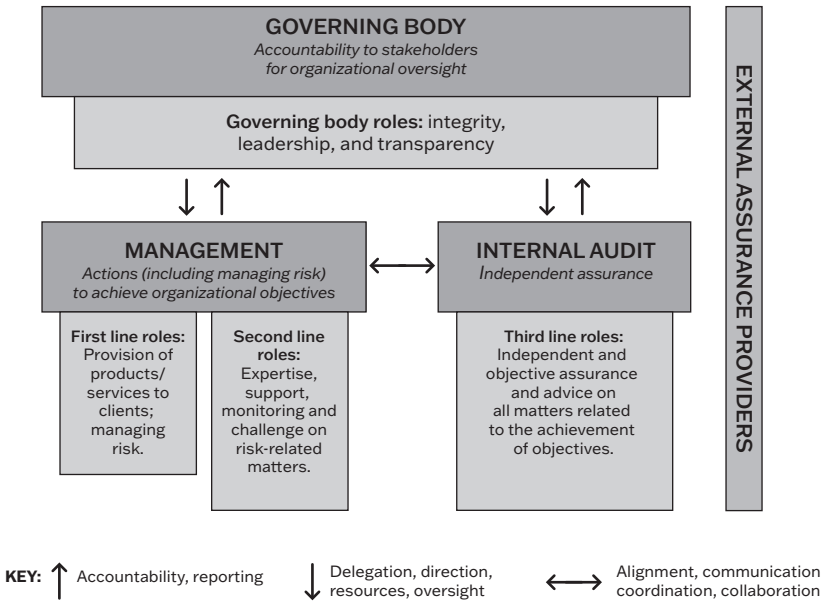 GOVERNING BODY
Accountability to stakeholders
for organizational oversight
Governing body roles: integrity,
leadership, and transparency
MANAGEMENT
Actions (including managing risk)
to achieve organizational objectives
INTERNAL AUDIT
Independent assurance
First line roles:
Provision of
products/
services to
clients;
managing
risk.
Second line
roles:
Expertise,
support,
monitoring and
challenge on
risk-related
matters.
Third line roles:
Independent and
objective assurance
and advice on
all matters related
to the achievement
of objectives.
EXTERNAL ASSURANCE PROVIDERS
KEY:
Accountability, reporting
Delegation, direction,
resources, oversight
Alignment, communication
coordination, collaboration